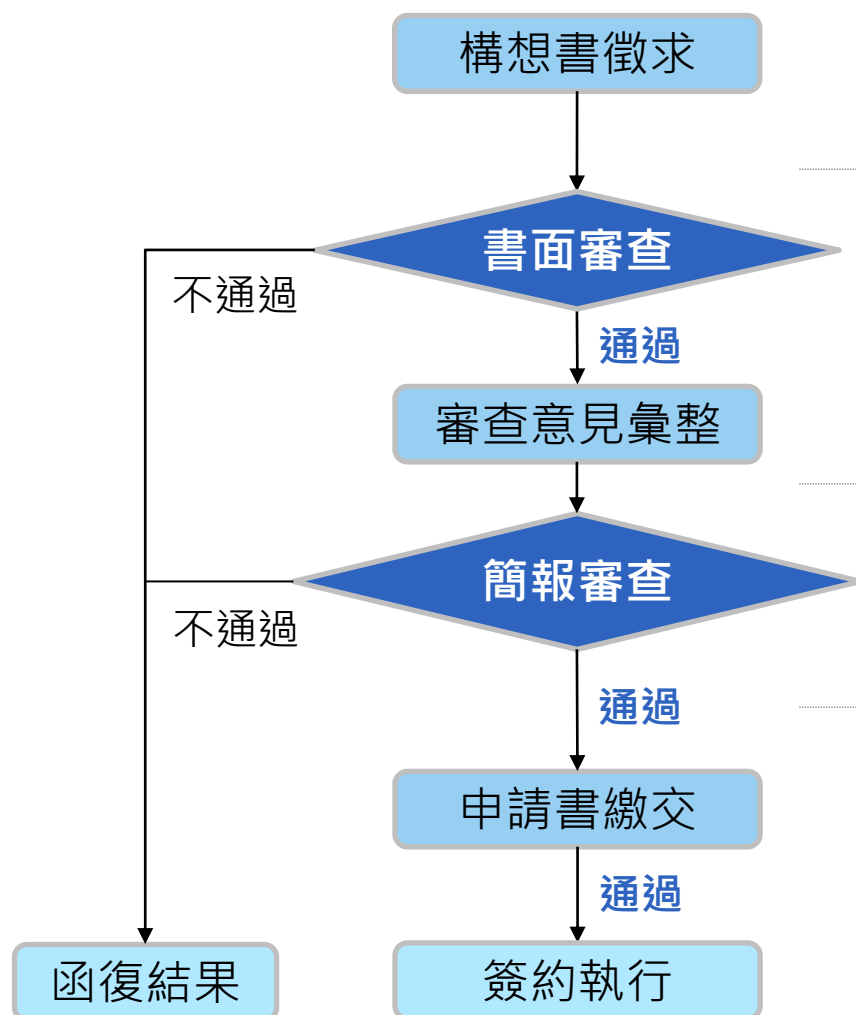 構想書徵求
書面審查
不通過
通過
審查意見彙整
簡報審查
不通過
通過
申請書繳交
通過
函復結果
簽約執行